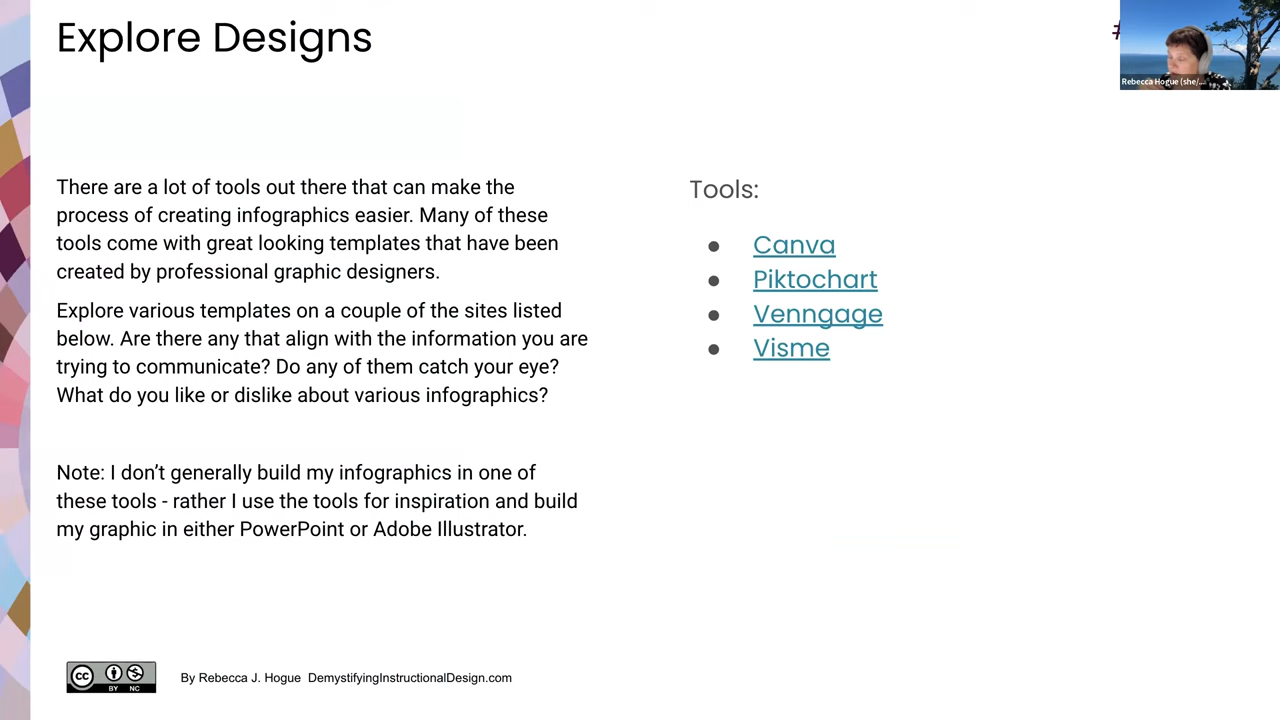 Explore Designs
#
Rebecca Hogue (she/...
There are a lot of tools out there that can make the
process of creating infographics easier. Many of these
tools come with great looking templates that have been
created by professional graphic designers.
Explore various templates on a couple of the sites listed
below. Are there any that align with the information you are
trying to communicate? Do any of them catch your eye?
What do you like or dislike about various infographics?
Note: I don’t generally build my infographics in one of
these tools - rather I use the tools for inspiration and build
my graphic in either PowerPoint or Adobe Illustrator.
Tools:
● Canva
● Piktochart
● Venngage
● Visme
cc BY NC
By Rebecca J. Hogue DemystifyingInstructionalDesign.com